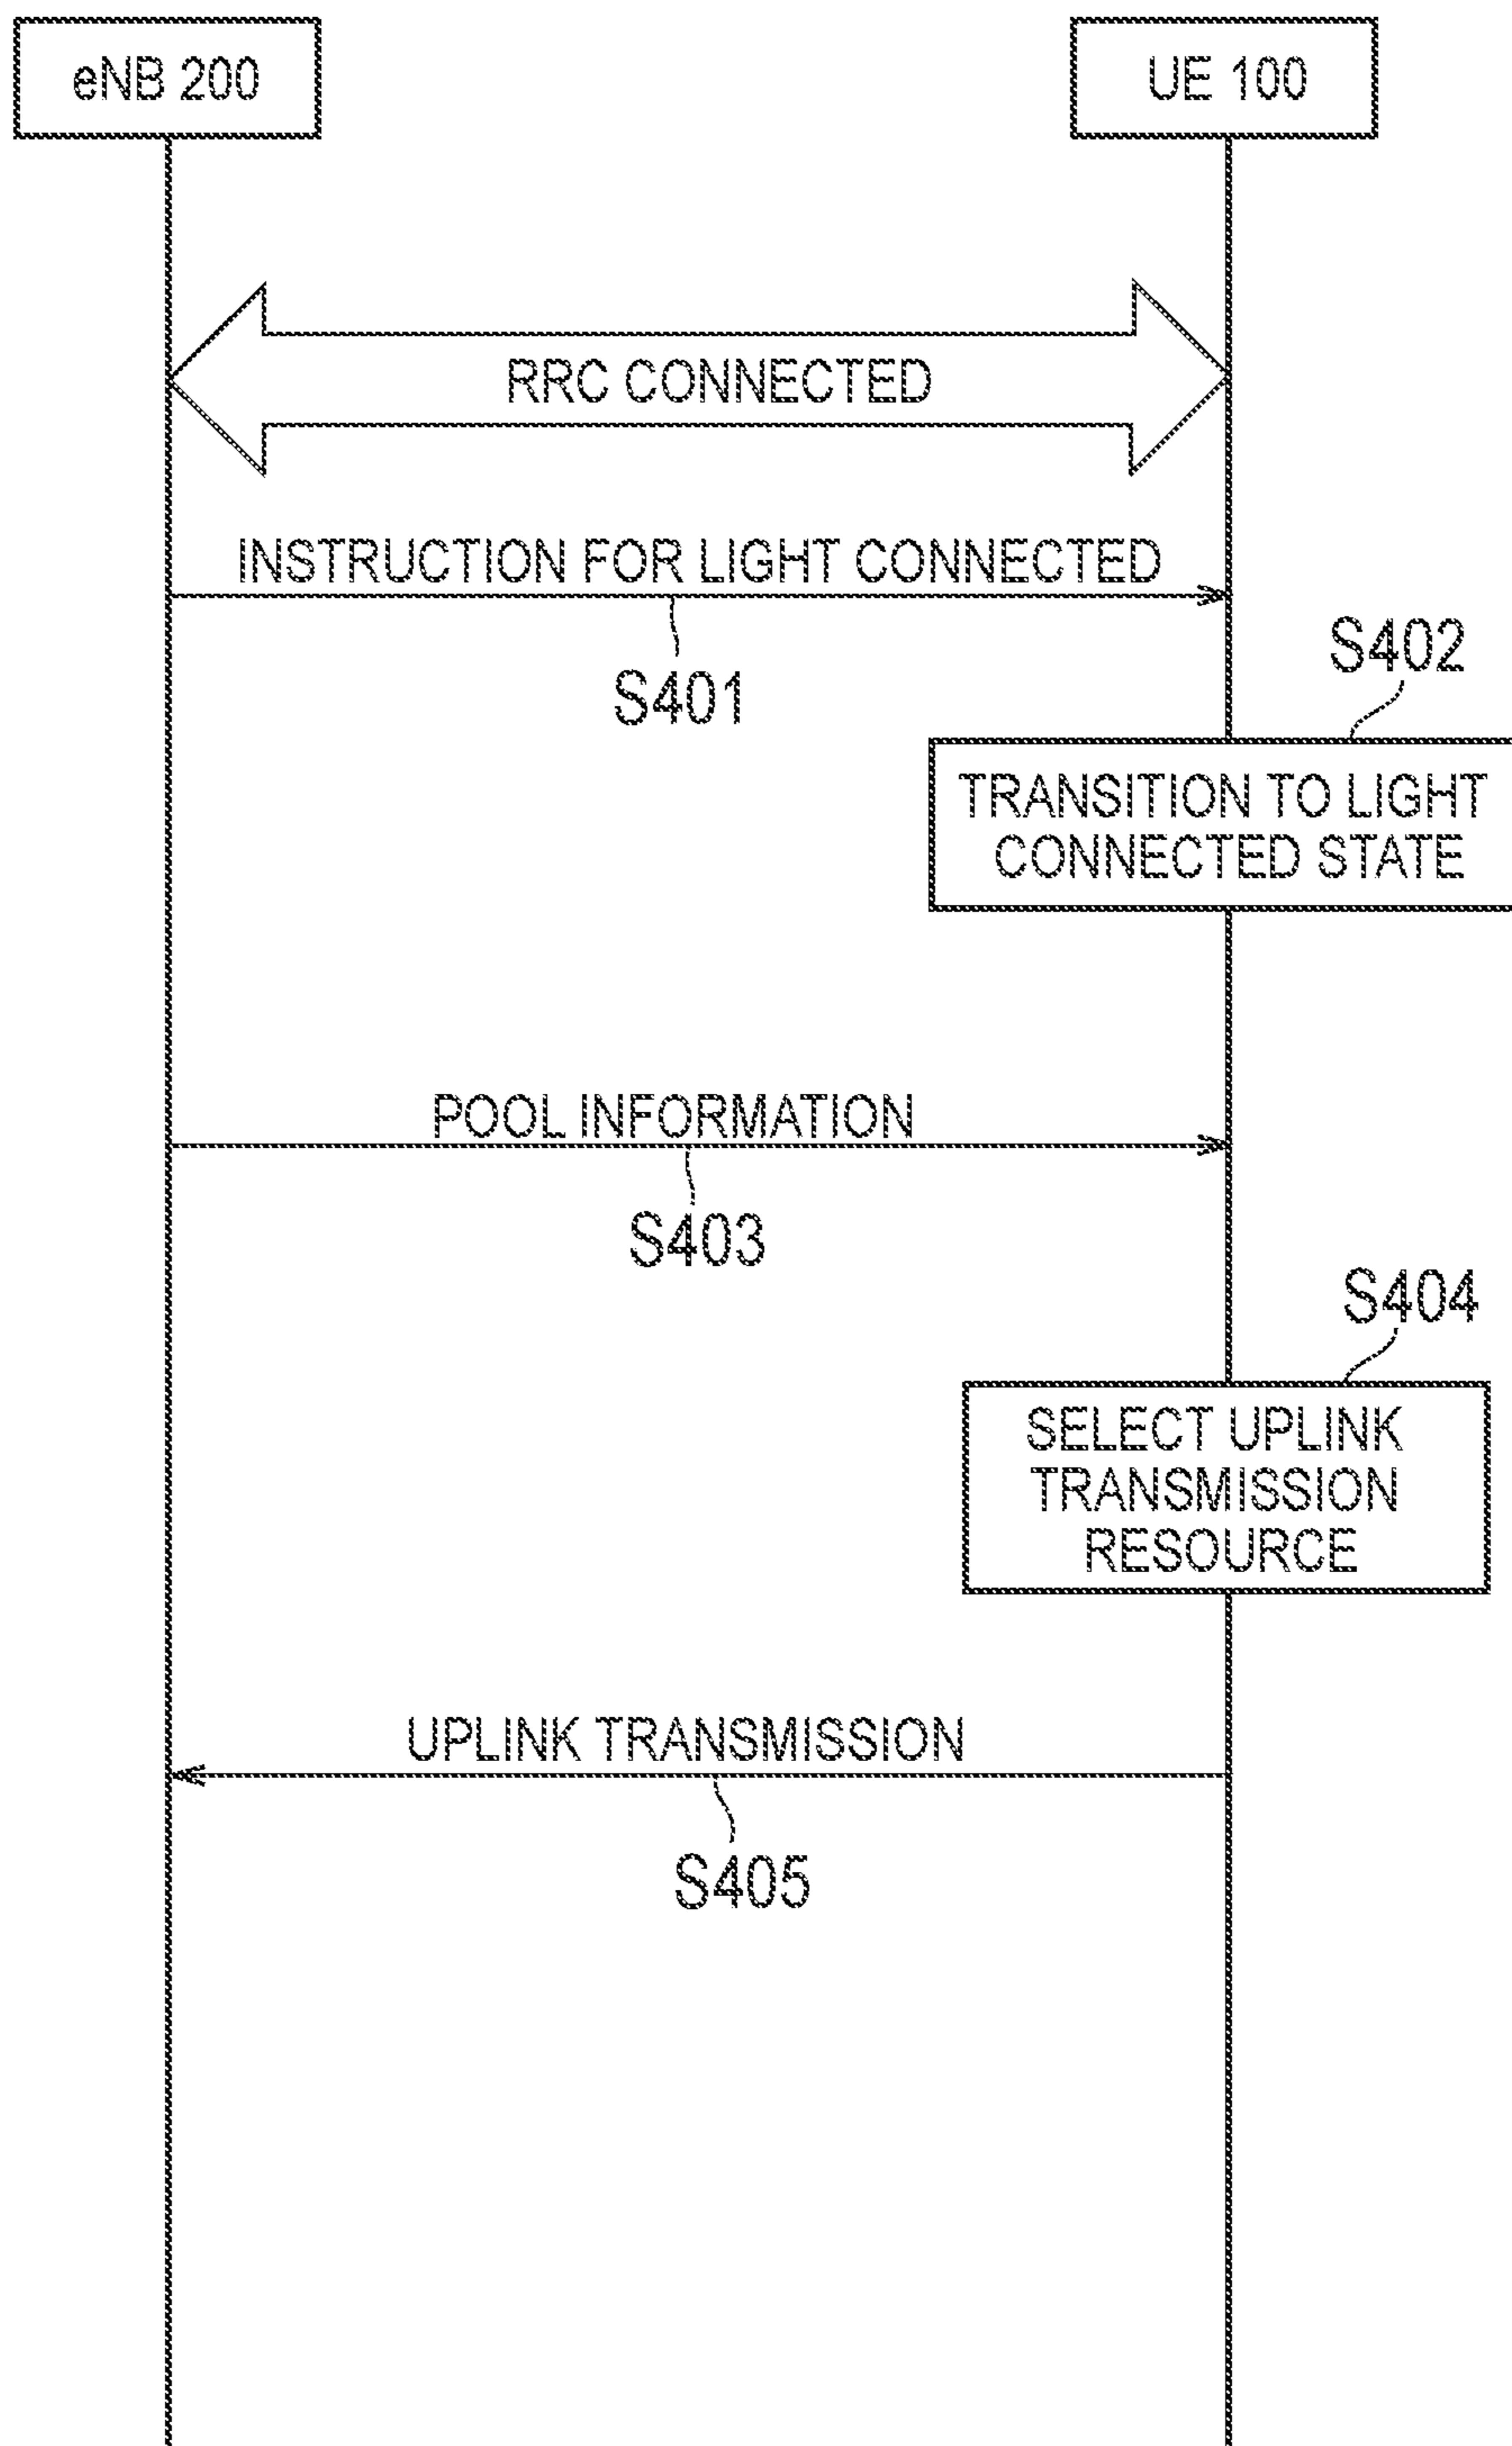 eNB 200
UE 100
RRC CONNECTED
INSTRUCTION FOR LIGHT CONNECTED
S401
S402
TRANSITION TO LIGHT
CONNECTED STATE
POOL INFORMATION
S403
S404
SELECT UPLINK
TRANSMISSION
RESOURCE
UPLINK TRANSMISSION
S405